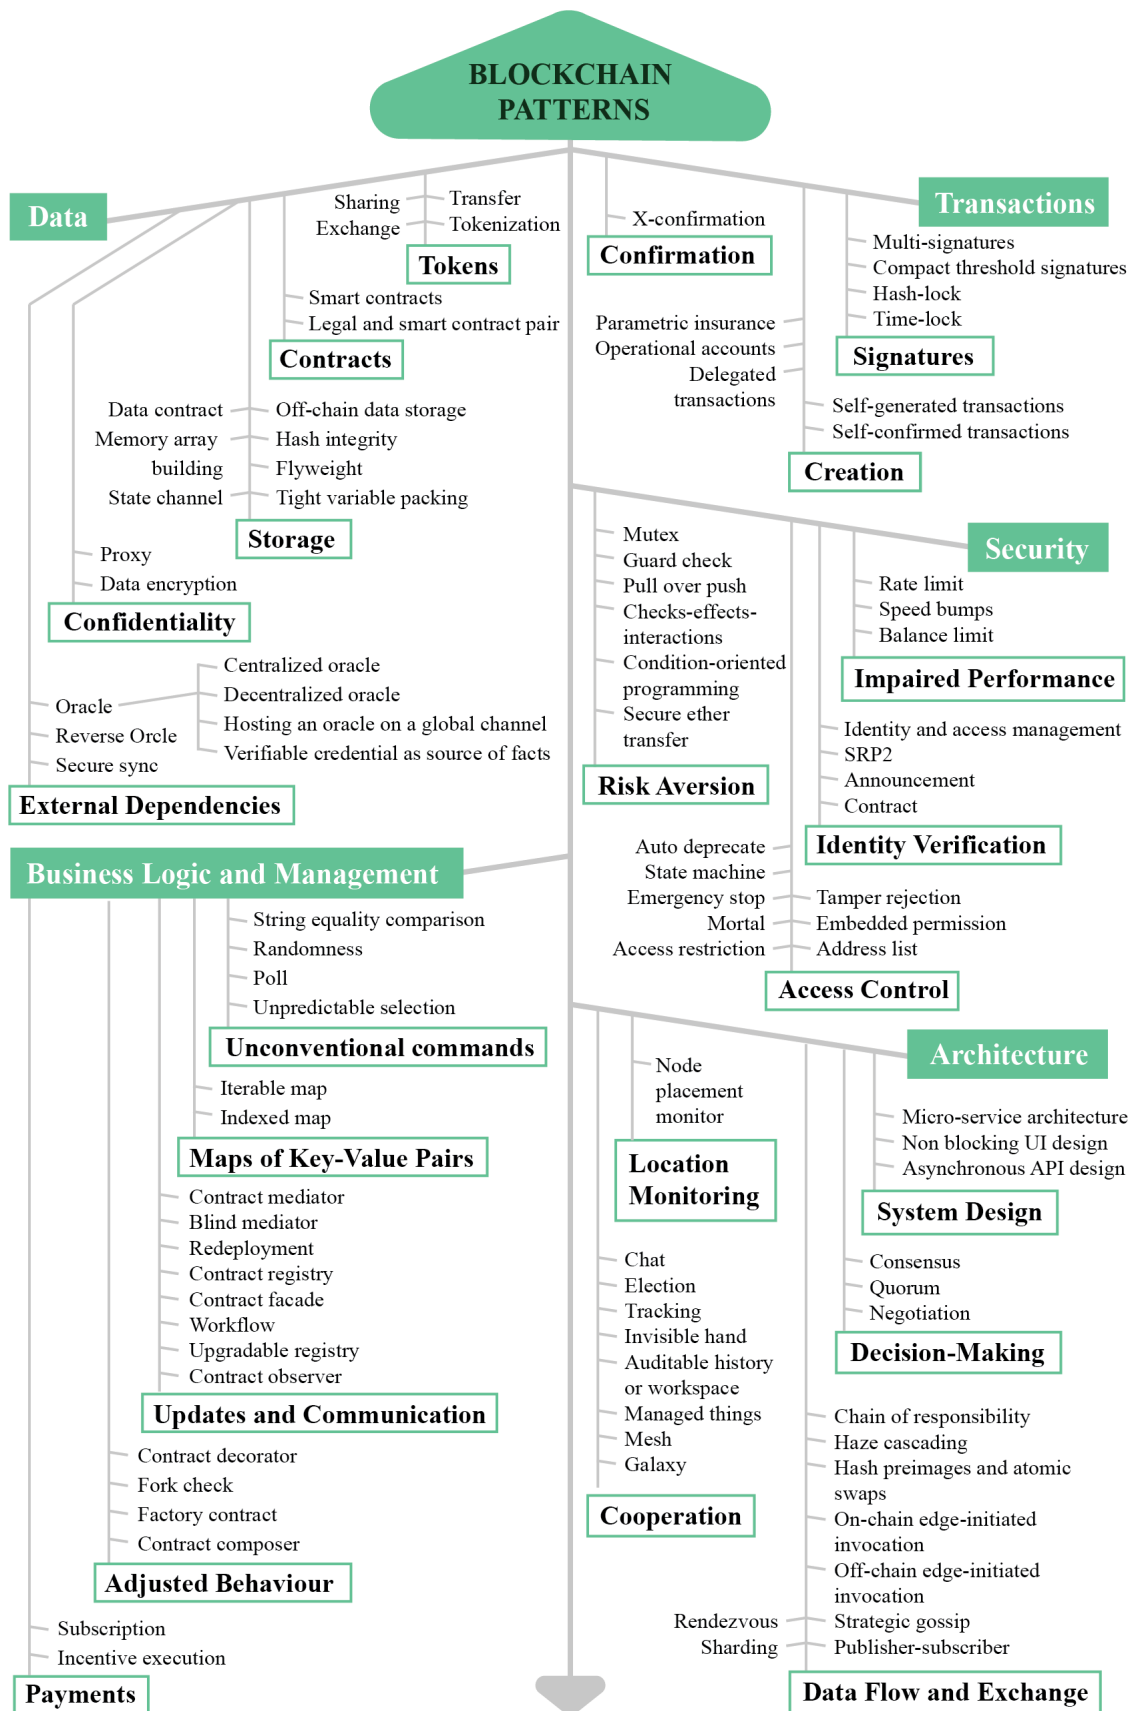 BLOCKCHAIN
PATTERNS
Data
Sharing
Exchange
Transfer
Tokenization
Tokens
Smart contracts
Legal and smart contract pair
Contracts
Data contract
Memory array
building
State channel
Off-chain data storage
Hash integrity
Flyweight
Tight variable packing
Storage
Proxy
Data encryption
Confidentiality
Oracle
Reverse Orcle
Secure sync
Centralized oracle
Decentralized oracle
Hosting an oracle on a global channel
Verifiable credential as source of facts
External Dependencies
Transactions
X-confirmation
Confirmation
Multi-signatures
Compact threshold signatures
Hash-lock
Time-lock
Signatures
Parametric insurance
Operational accounts
Delegated
transactions
Self-generated transactions
Self-confirmed transactions
Creation
Security
Mutex
Guard check
Pull over push
Checks-effects-
interactions
Condition-oriented
programming
Secure ether
transfer
Risk Aversion
Rate limit
Speed bumps
Balance limit
Impaired Performance
Identity and access management
SRP2
Announcement
Contract
Identity Verification
Auto deprecate
State machine
Emergency stop
Mortal
Access restriction
Tamper rejection
Embedded permission
Address list
Access Control
Business Logic and Management
String equality comparison
Randomness
Poll
Unpredictable selection
Unconventional commands
Iterable map
Indexed map
Maps of Key-Value Pairs
Contract mediator
Blind mediator
Redeployment
Contract registry
Contract facade
Workflow
Upgradable registry
Contract observer
Updates and Communication
Contract decorator
Fork check
Factory contract
Contract composer
Adjusted Behaviour
Subscription
Incentive execution
Payments
Architecture
Node
placement
monitor
Location
Monitoring
Micro-service architecture
Non blocking UI design
Asynchronous API design
System Design
Chat
Election
Tracking
Invisible hand
Auditable history
or workspace
Managed things
Mesh
Galaxy
Cooperation
Consensus
Quorum
Negotiation
Decision-Making
Chain of responsibility
Haze cascading
Hash preimages and atomic
swaps
On-chain edge-initiated
invocation
Off-chain edge-initiated
invocation
Rendezvous
Sharding
Strategic gossip
Publisher-subscriber
Data Flow and Exchange